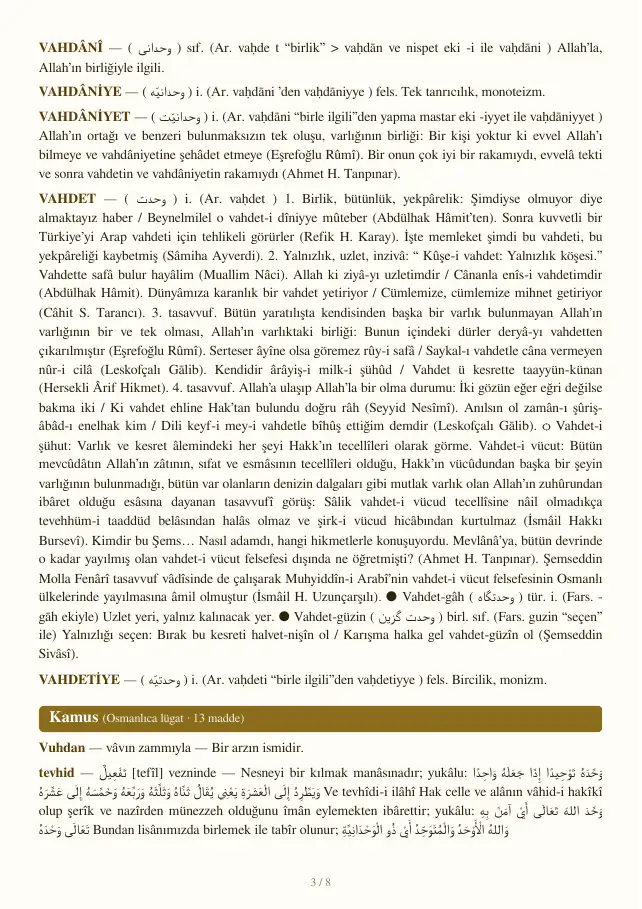 VAHDÂNÎ — ( وحدانى ) sıf. (Ar. vaḥde t “birlik” > vaḥdān ve nispet eki -і ile vaḥdāni ) Allah’la,
Allah’ın birliğiyle ilgili.
VAHDÂNİYE — ( وحدانيّه ) i. (Ar. vaḥdāni ’den vaḥdāniyye ) fels. Tek tanrıcılık, monoteizm.
VAHDÂNİYET — ( وحدانيّت ) i. (Ar. vaḥdāni “birle ilgili”den yapma mastar eki -iyyet ile vaḥdāniyyet )
Allah’ın ortağı ve benzeri bulunmaksızın tek oluşu, varlığının birliği: Bir kişi yoktur ki evvel Allah’ı
bilmeye ve vahdâniyetine şehâdet etmeye (Eşrefoğlu Rûmî). Bir onun çok iyi bir rakamıydı, evvelâ tekti
ve sonra vahdetin ve vahdâniyetin rakamıydı (Ahmet H. Tanpınar).
VAHDET — ( وحدت ) i. (Ar. vaḥdet ) 1. Birlik, bütünlük, yekpârelik: Şimdiyse olmuyor diye
almaktayız haber / Beynelmilel o vahdet-i dîniyye mûteber (Abdülhak Hâmit’ten). Sonra kuvvetli bir
Türkiye’yi Arap vahdeti için tehlikeli görürler (Refik H. Karay). İşte memleket şimdi bu vahdeti, bu
yekpâreliği kaybetmiş (Sâmiha Ayverdi). 2. Yalnızlık, uzlet, inzivâ: “ Kûşe-i vahdet: Yalnızlık köşesi.”
Vahdette safâ bulur hayâlim (Muallim Nâci). Allah ki ziyâ-yı uzletimdir / Cânanla enîs-i vahdetimdir
(Abdülhak Hâmit). Dünyâmıza karanlık bir vahdet yetiriyor / Cümlemize, cümlemize mihnet getiriyor
(Câhit S. Tarancı). 3. tasavvuf. Bütün yaratılışta kendisinden başka bir varlık bulunmayan Allah’ın
varlığının bir ve tek olması, Allah’ın varlıktaki birliği: Bunun içindeki dürler deryâ-yı vahdetten
çıkarılmıştır (Eşrefoğlu Rûmî). Serteser âyîne olsa göremez rûy-i safâ / Saykal-ı vahdetle câna vermeyen
nûr-i cilâ (Leskofçalı Gālib). Kendidir ârâyiş-i milk-i şühûd / Vahdet ü kesrette taayyün-künan
(Hersekli Ârif Hikmet). 4. tasavvuf. Allah’a ulaşıp Allah’la bir olma durumu: İki gözün eğer eğri değilse
bakma iki / Ki vahdet ehline Hak’tan bulundu doğru râh (Seyyid Nesîmî). Anılsın ol zamân-ı şûriş-
âbâd-ı enelhak kim / Dili keyf-i mey-i vahdetle bîhûş ettiğim demdir (Leskofçalı Gālib). ѻ Vahdet-i
şühut: Varlık ve kesret âlemindeki her şeyi Hakk’ın tecellîleri olarak görme. Vahdet-i vücut: Bütün
mevcûdâtın Allah’ın zâtının, sıfat ve esmâsının tecellîleri olduğu, Hakk’ın vücûdundan başka bir şeyin
varlığının bulunmadığı, bütün var olanların denizin dalgaları gibi mutlak varlık olan Allah’ın zuhûrundan
ibâret olduğu esâsına dayanan tasavvufî görüş: Sâlik vahdet-i vücud tecellîsine nâil olmadıkça
tevehhüm-i taaddüd belâsından halâs olmaz ve şirk-i vücud hicâbından kurtulmaz (İsmâil Hakkı
Bursevî). Kimdir bu Şems… Nasıl adamdı, hangi hikmetlerle konuşuyordu. Mevlânâ’ya, bütün devrinde
o kadar yayılmış olan vahdet-i vücut felsefesi dışında ne öğretmişti? (Ahmet H. Tanpınar). Şemseddin
Molla Fenârî tasavvuf vâdîsinde de çalışarak Muhyiddîn-i Arabî’nin vahdet-i vücut felsefesinin Osmanlı
ülkelerinde yayılmasına âmil olmuştur (İsmâil H. Uzunçarşılı). ● Vahdet-gâh ( وحدتگاه ) tür. i. (Fars. -
gāh ekiyle) Uzlet yeri, yalnız kalınacak yer. ● Vahdet-güzin ( وحدت گزين ) birl. sıf. (Fars. guzіn “seçen”
ile) Yalnızlığı seçen: Bırak bu kesreti halvet-nişîn ol / Karışma halka gel vahdet-güzîn ol (Şemseddin
Sivâsî).
VAHDETİYE — ( وحدتيّه ) i. (Ar. vaḥdeti “birle ilgili”den vaḥdetiyye ) fels. Bircilik, monizm.
Kamus (Osmanlıca lügat · 13 madde)
Vuhdan — vâvın zammıyla — Bir arzın ismidir.
tevhid — تَفْعِيلٌ [tefîl] vezninde — Nesneyi bir kılmak manâsınadır; yukâlu: وَحَّدَهُ تَوْحِيدًا إِذَا جَعَلَهُ وَاحِدًا
وَيَطَّرِدُ إِلَى الْعَشَرَةِ يَعْنِي يُقَالُ ثَنَّاهُ وَثَلَّثَهُ وَرَبَّعَهُ وَخَمَّسَهُ إِلَى عَشَّرَهُ Ve tevhîdi-i ilâhî Hak celle ve alânın vâhid-i hakîkî
olup şerîk ve nazîrden münezzeh olduğunu îmân eylemekten ibârettir; yukâlu: وَحَّدَ اللهَ تَعَالَى أَيْ آمَنَ بِهِ
وَاللهُ الْأَوْحَدُ وَالْمُتَوَحِّدُ أَيْ ذُو الْوَحْدَانِيَّةِ ;Bundan lisânımızda birlemek ile tabîr olunur تَعَالَى وَحْدَهُ
3 / 8